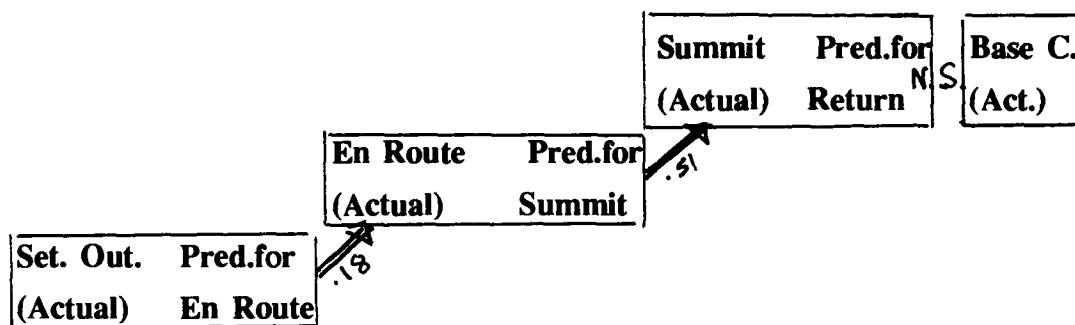 Summit Pred.for
(Actual) Return
N.S.
Base C.
(Act.)
En Route Pred.for
(Actual) Summit
.51
Set. Out. Pred.for
(Actual) En Route
.18